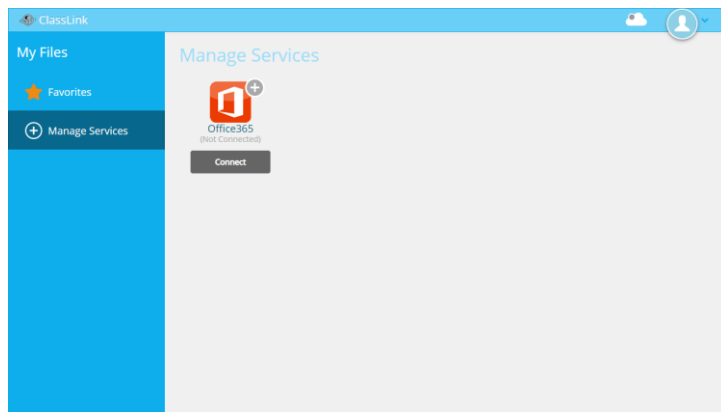 ClassLink
My Files
Manage Services
Favorites
Manage Services
Office365
(Not Connected)
Connect